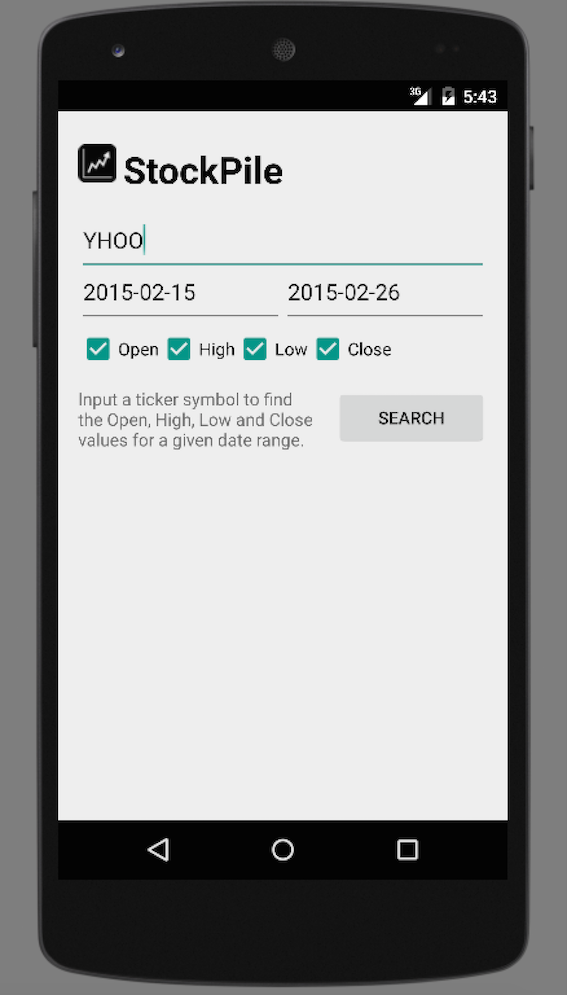 3G 5:43
StockPile
YHOO
2015-02-15 2015-02-26
Open High Low Close
Input a ticker symbol to find
the Open, High, Low and Close
values for a given date range.
SEARCH